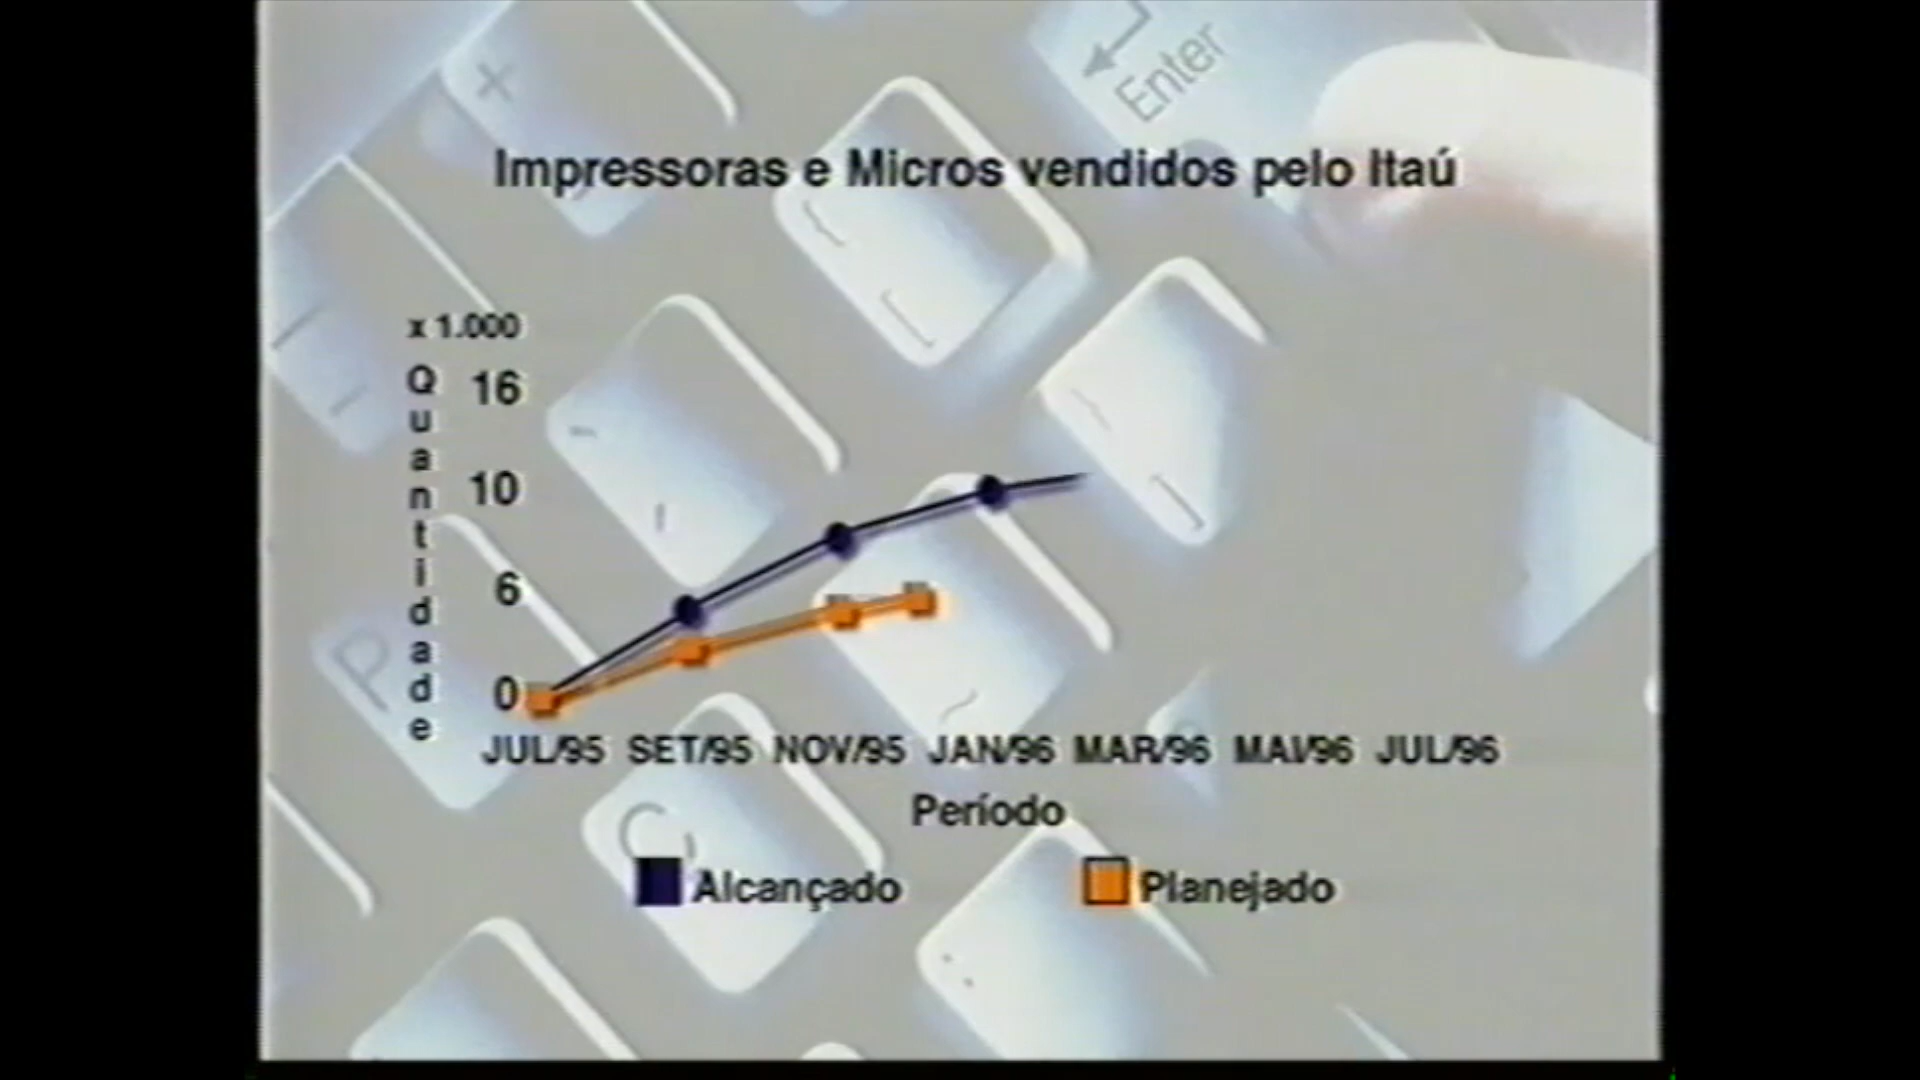 Enter
+
Impressoras e Micros vendidos pelo Itaú
x 1.000
Quantidade
16
10
6
0
P
JUL/95 SET/95 NOV/95 JAN/96 MAR/96 MAI/96 JUL/96
Período
Alcançado Planejado